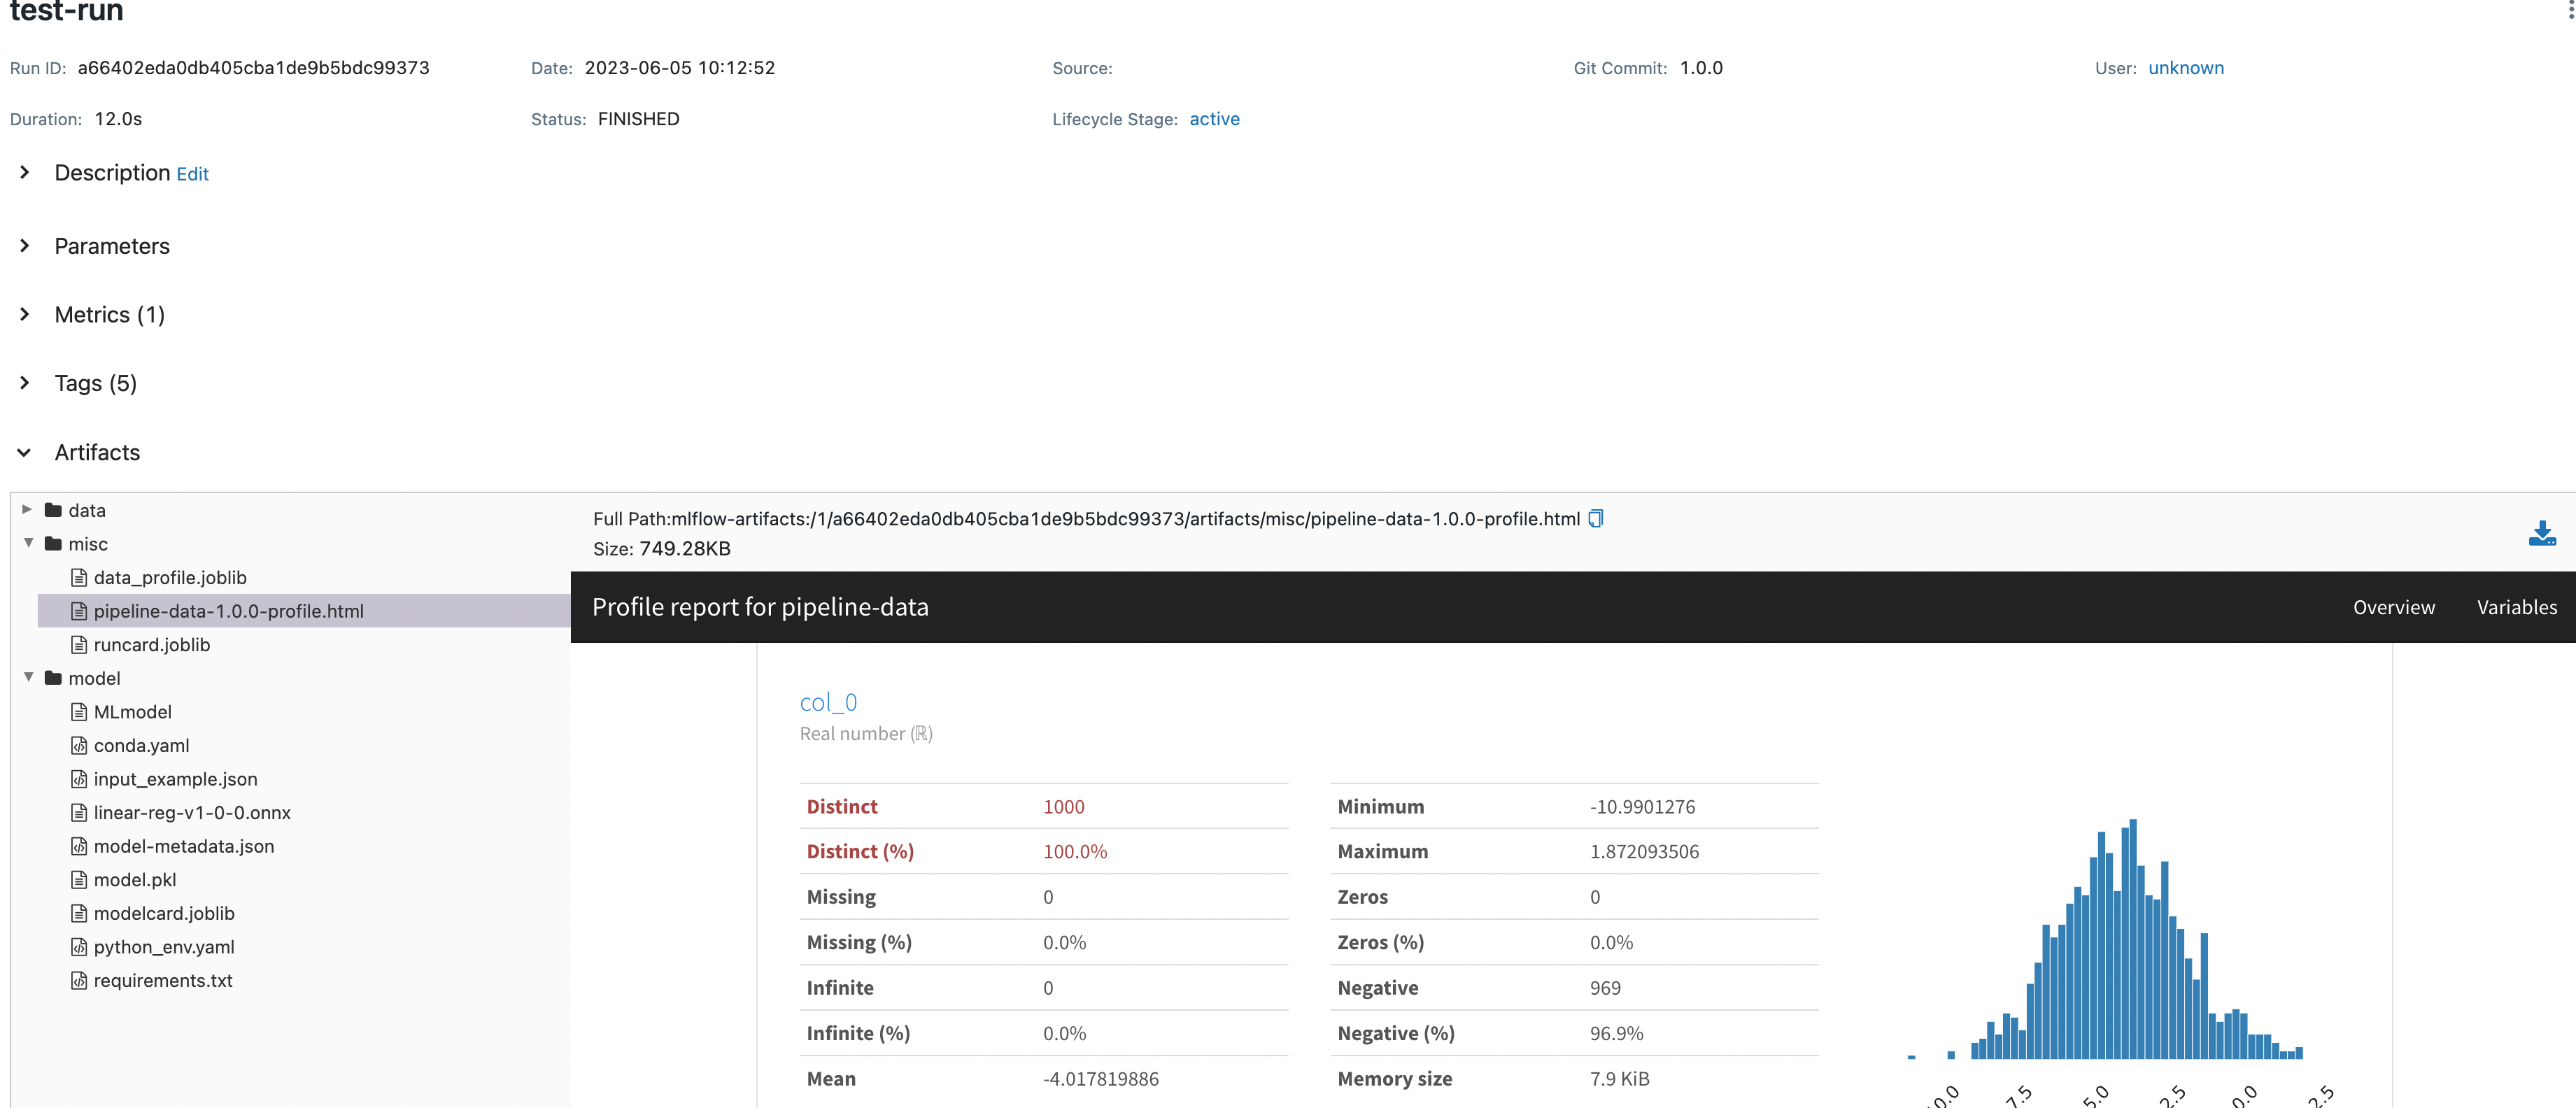 test-run
Run ID: a66402eda0db405cba1de9b5bdc99373 Date: 2023-06-05 10:12:52 Source: Git Commit: 1.0.0 User: unknown
Duration: 12.0s Status: FINISHED Lifecycle Stage: active
Description Edit
Parameters
Metrics (1)
Tags (5)
Artifacts
data
misc
data_profile.joblib
pipeline-data-1.0.0-profile.html
runcard.joblib
model
MLmodel
conda.yaml
input_example.json
linear-reg-v1-0-0.onnx
model-metadata.json
model.pkl
modelcard.joblib
python_env.yaml
requirements.txt
Full Path:mlflow-artifacts:/1/a66402eda0db405cba1de9b5bdc99373/artifacts/misc/pipeline-data-1.0.0-profile.html
Size: 749.28KB
Profile report for pipeline-data Overview Variables
col_0
Real number (ℝ)
Distinct 1000
Distinct (%) 100.0%
Missing 0
Missing (%) 0.0%
Infinite 0
Infinite (%) 0.0%
Mean -4.017819886
Minimum -10.9901276
Maximum 1.872093506
Zeros 0
Zeros (%) 0.0%
Negative 969
Negative (%) 96.9%
Memory size 7.9 KiB
7.5 5.0 2.5 0.0 2.5